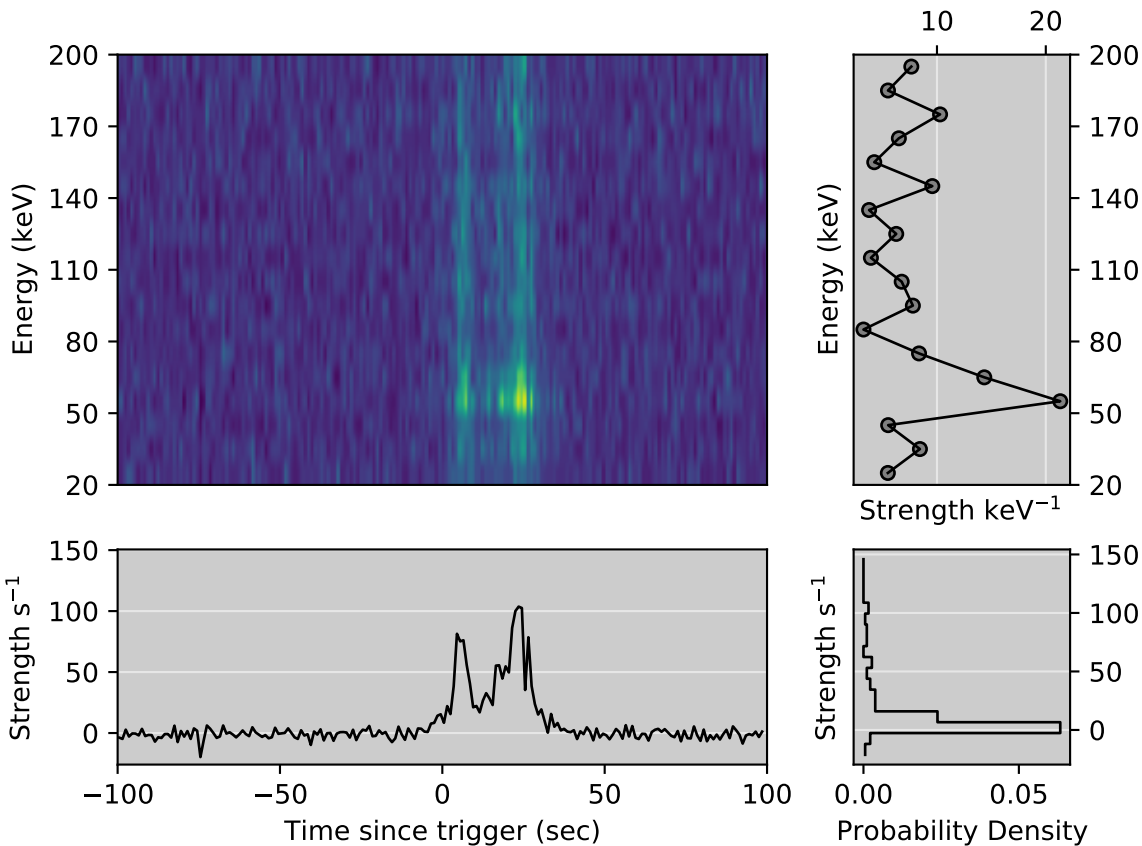 10 21
200 200
170 170
140 140
110 110
80 80
50 50
20 20
Energy (keV)
Energy (keV)
Strength keV⁻¹
150 150
100 100
50 50
0 0
Strength s⁻¹
Strength s⁻¹
−100 −50 0 50 100 0.00 0.05
Time since trigger (sec) Probability Density